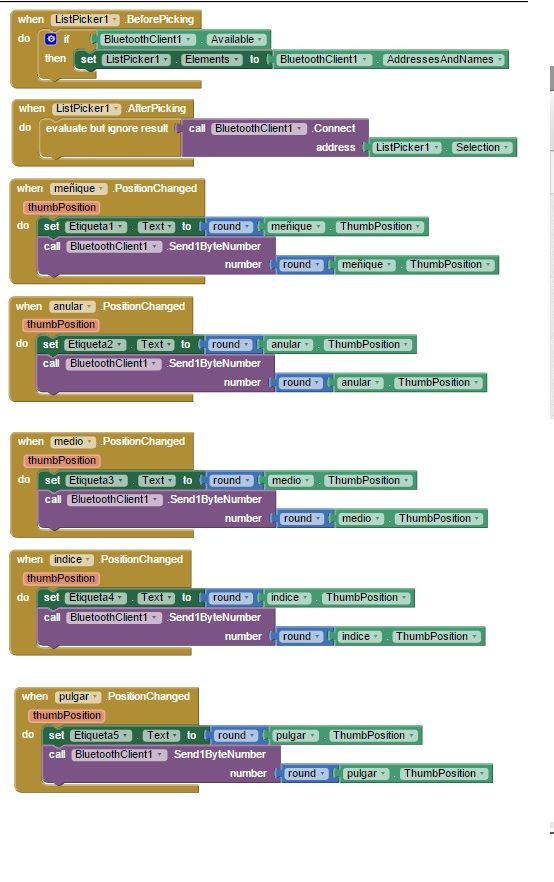 when ListPicker1 .BeforePicking
do if BluetoothClient1 . Available
then set ListPicker1 . Elements to BluetoothClient1 . AddressesAndNames
when ListPicker1 .AfterPicking
do evaluate but ignore result call BluetoothClient1 .Connect
address ListPicker1 . Selection
when meñique .PositionChanged
thumbPosition
do set Etiqueta1 . Text to round meñique . ThumbPosition
call BluetoothClient1 .Send1ByteNumber
number round meñique . ThumbPosition
when anular .PositionChanged
thumbPosition
do set Etiqueta2 . Text to round anular . ThumbPosition
call BluetoothClient1 .Send1ByteNumber
number round anular . ThumbPosition
when medio .PositionChanged
thumbPosition
do set Etiqueta3 . Text to round medio . ThumbPosition
call BluetoothClient1 .Send1ByteNumber
number round medio . ThumbPosition
when indice .PositionChanged
thumbPosition
do set Etiqueta4 . Text to round indice . ThumbPosition
call BluetoothClient1 .Send1ByteNumber
number round indice . ThumbPosition
when pulgar .PositionChanged
thumbPosition
do set Etiqueta5 . Text to round pulgar . ThumbPosition
call BluetoothClient1 .Send1ByteNumber
number round pulgar . ThumbPosition